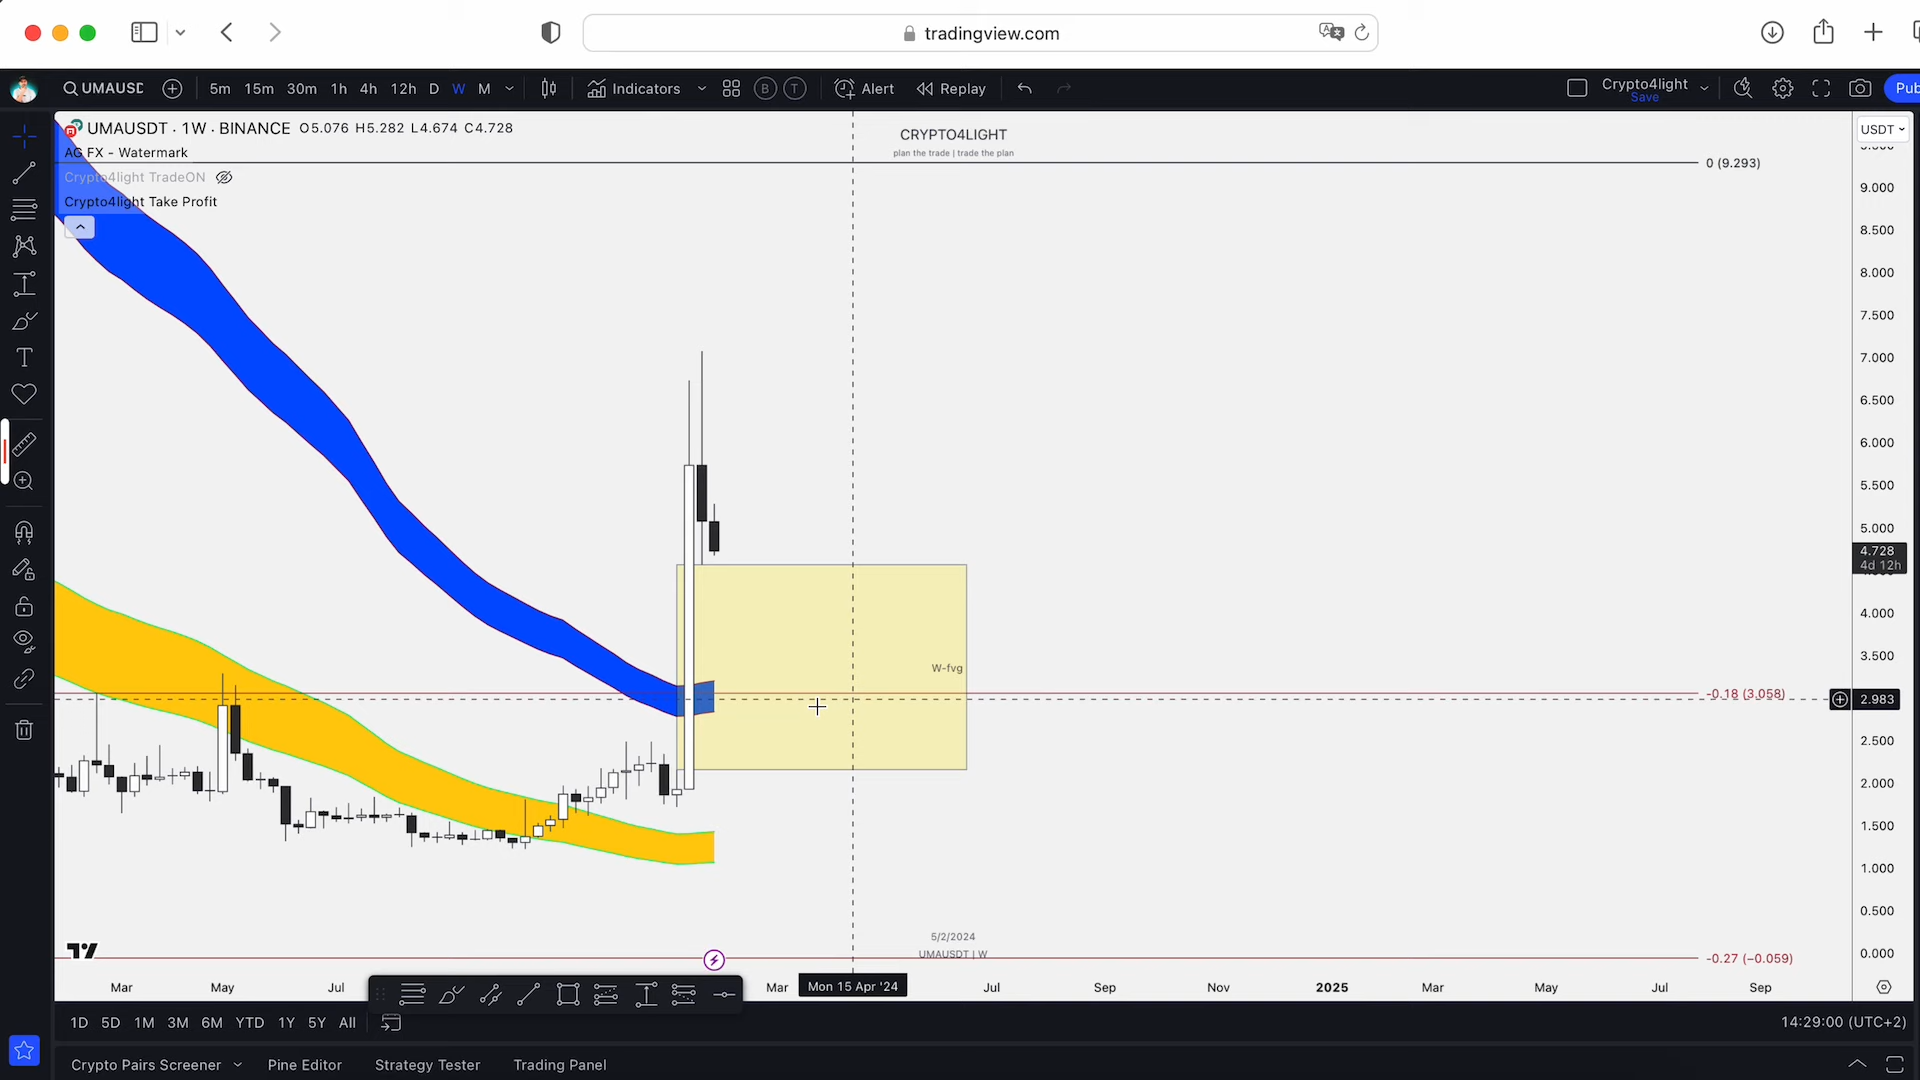 tradingview.com
UMAUSD 5m 15m 30m 1h 4h 12h D W M Indicators B T Alert Replay Crypto4light Save Pub
UMAUSDT · 1W · BINANCE O5.076 H5.282 L4.674 C4.728
CRYPTO4LIGHT
plan the trade | trade the plan
USDT
AG FX - Watermark
0 (9.293)
Crypto4light TradeON
Crypto4light Take Profit
9.000
8.500
8.000
7.500
7.000
6.500
6.000
5.500
5.000
4.728
4d 12h
4.000
3.500
W-fvg
-0.18 (3.058)
2.983
2.500
2.000
1.500
1.000
0.500
0.000
5/2/2024
UMAUSDT | W
-0.27 (−0.059)
Mar May Jul Mar Mon 15 Apr '24 Jul Sep Nov 2025 Mar May Jul Sep
1D 5D 1M 3M 6M YTD 1Y 5Y All 14:29:00 (UTC+2)
Crypto Pairs Screener Pine Editor Strategy Tester Trading Panel